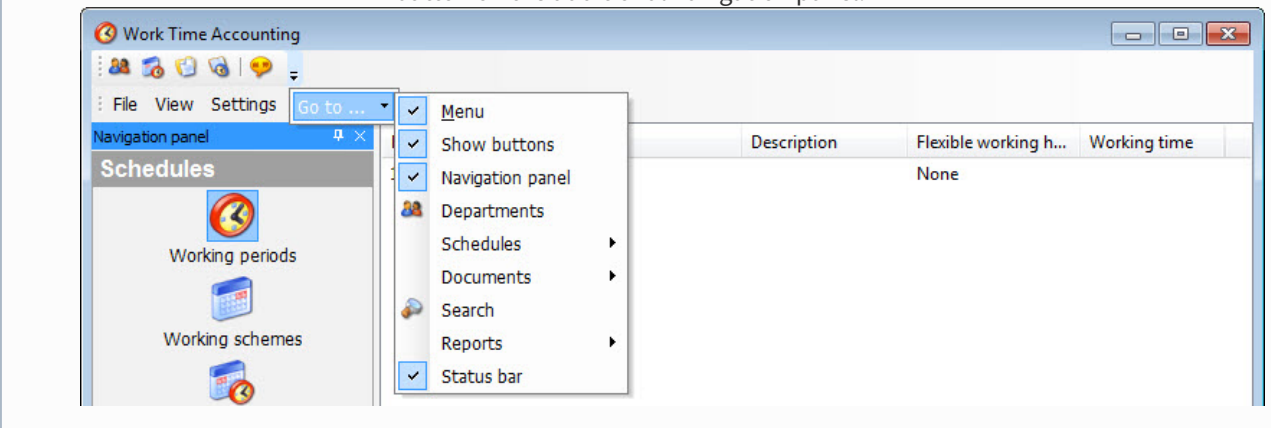 Work Time Accounting
File View Settings Go to ...
Navigation panel
Schedules
Working periods
Working schemes
Menu
Show buttons
Navigation panel
Departments
Schedules
Documents
Search
Reports
Status bar
Description Flexible working h... Working time
None